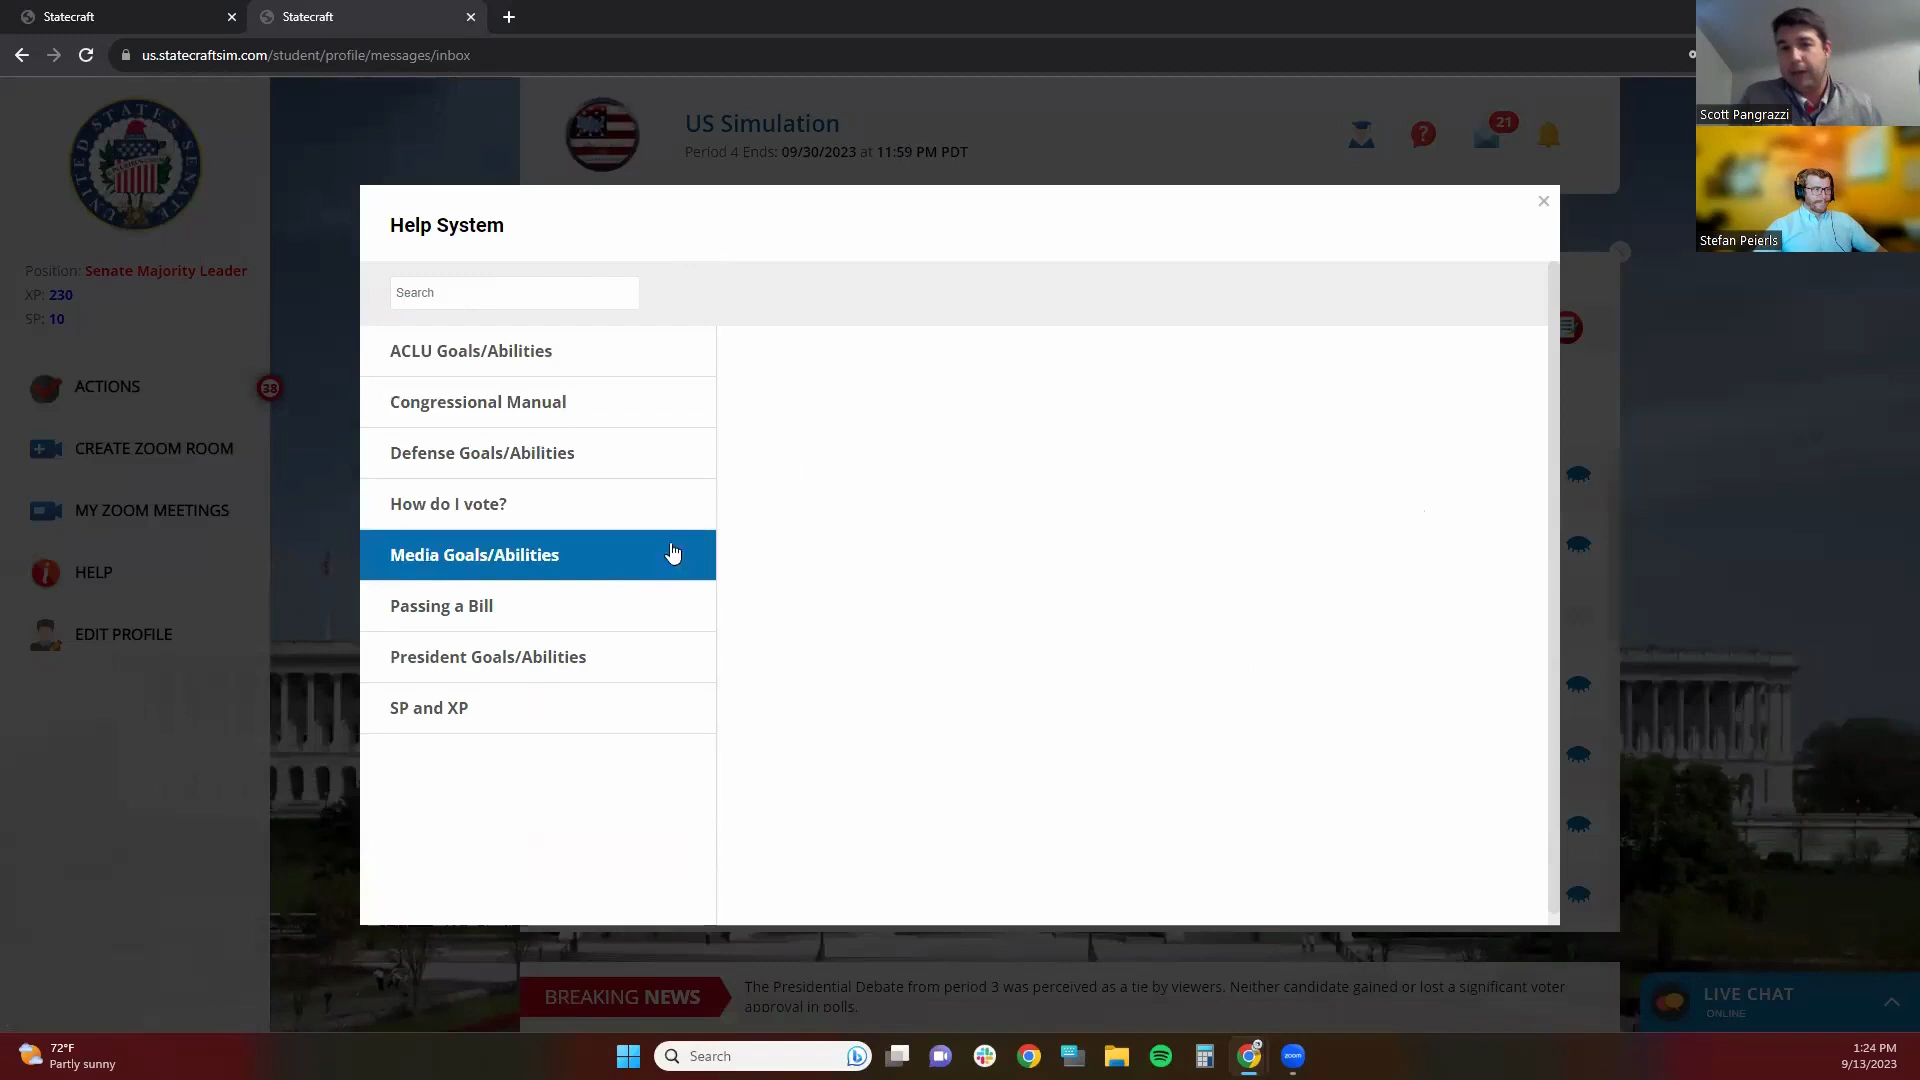 Statecraft
Statecraft
us.statecraftsim.com/student/profile/messages/inbox
Scott Pangrazzi
Stefan Peierls
UNITED STATES SENATE
US Simulation
Period 4 Ends: 09/30/2023 at 11:59 PM PDT
21
Position: Senate Majority Leader
XP: 230
SP: 10
ACTIONS
38
CREATE ZOOM ROOM
MY ZOOM MEETINGS
HELP
EDIT PROFILE
Help System
Search
ACLU Goals/Abilities
Congressional Manual
Defense Goals/Abilities
How do I vote?
Media Goals/Abilities
Passing a Bill
President Goals/Abilities
SP and XP
BREAKING NEWS
The Presidential Debate from period 3 was perceived as a tie by viewers. Neither candidate gained or lost a significant voter
approval in polls.
LIVE CHAT
ONLINE
72°F
Partly sunny
Search
zoom
1:24 PM
9/13/2023